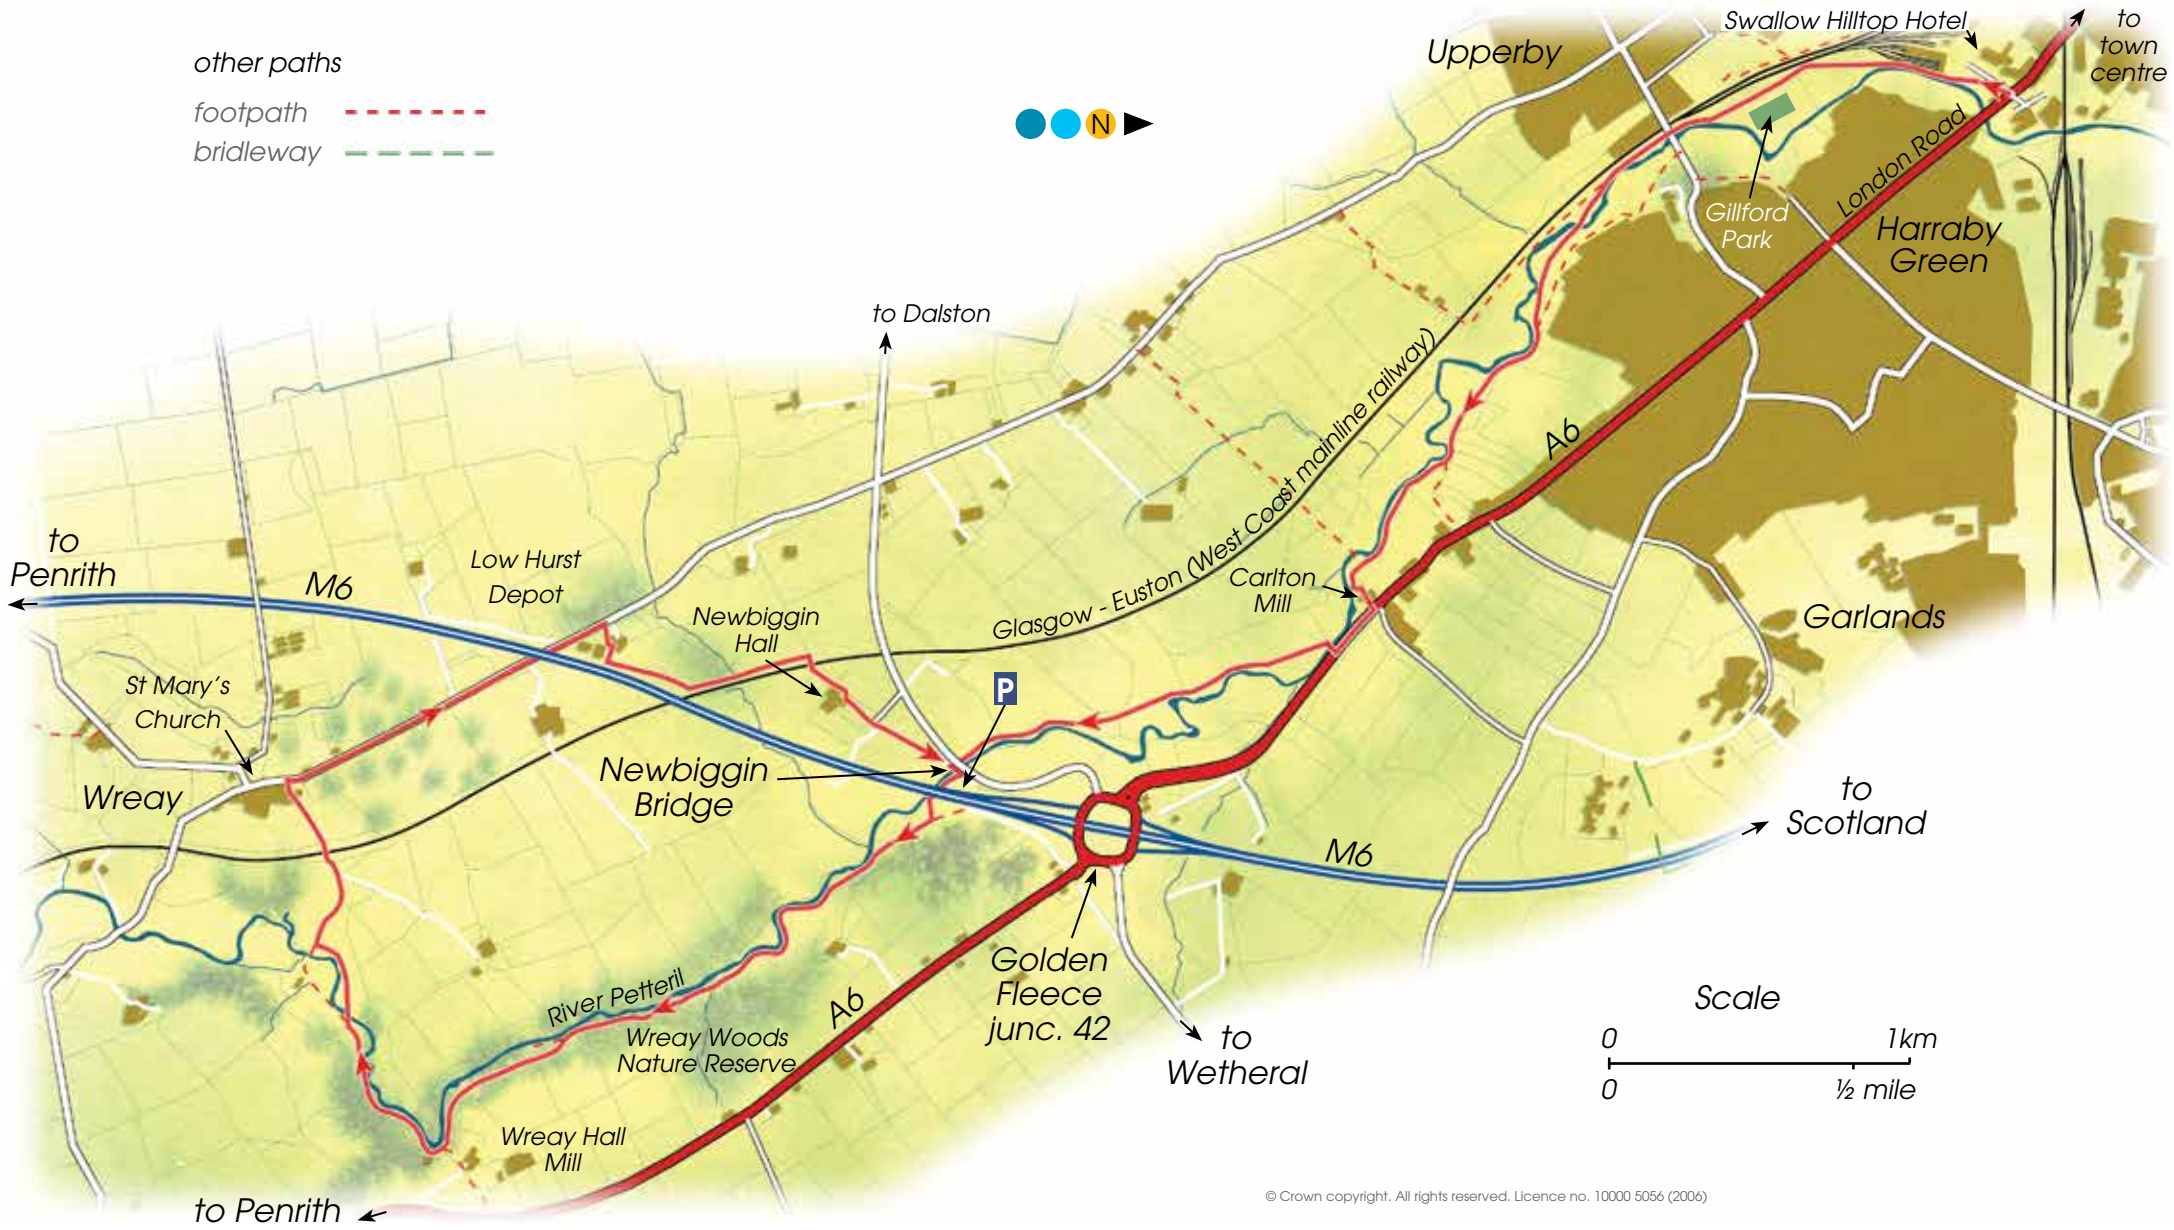 Swallow Hilltop Hotel
to
town
centre
Upperby
other paths
footpath
bridleway
N
London Road
Gillford
Park
Harraby
Green
to Dalston
Glasgow - Euston (West Coast mainline railway)
A6
to
Penrith
M6
Low Hurst
Depot
Newbiggin
Hall
Carlton
Mill
Garlands
St Mary's
Church
P
Wreay
Newbiggin
Bridge
to
Scotland
M6
River Petteril
Wreay Woods
Nature Reserve
A6
Golden
Fleece
junc. 42
to
Wetheral
Scale
0
1km
0
½ mile
Wreay Hall
Mill
to Penrith
© Crown copyright. All rights reserved. Licence no. 10000 5056 (2006)